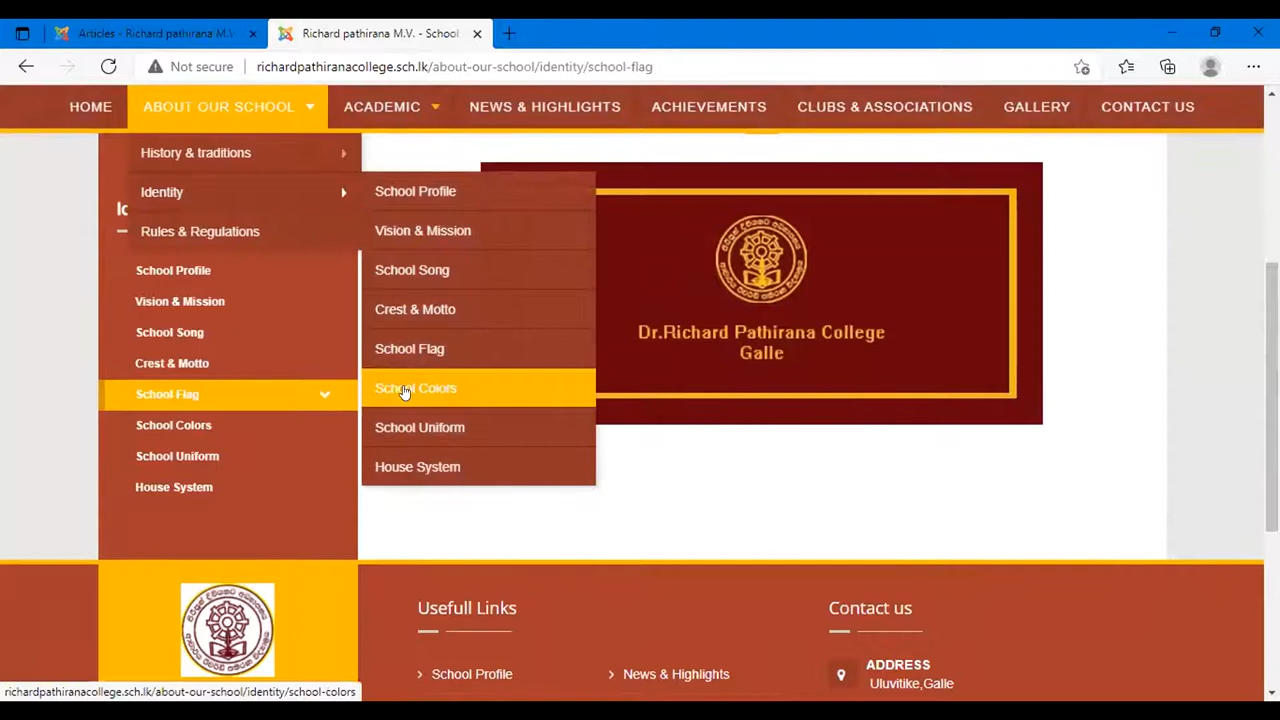 Articles - Richard pathirana M.V.
Richard pathirana M.V. - School
Not secure
richardpathiranacollege.sch.lk/about-our-school/identity/school-flag
HOME
ABOUT OUR SCHOOL
ACADEMIC
NEWS & HIGHLIGHTS
ACHIEVEMENTS
CLUBS & ASSOCIATIONS
GALLERY
CONTACT US
History & traditions
Identity
Rules & Regulations
School Profile
Vision & Mission
School Song
Crest & Motto
School Flag
School Colors
School Uniform
House System
School Profile
Vision & Mission
School Song
Crest & Motto
School Flag
School Colors
School Uniform
House System
Dr.Richard Pathirana College
Galle
Usefull Links
School Profile
News & Highlights
Contact us
ADDRESS
Uluvitike,Galle
richardpathiranacollege.sch.lk/about-our-school/identity/school-colors